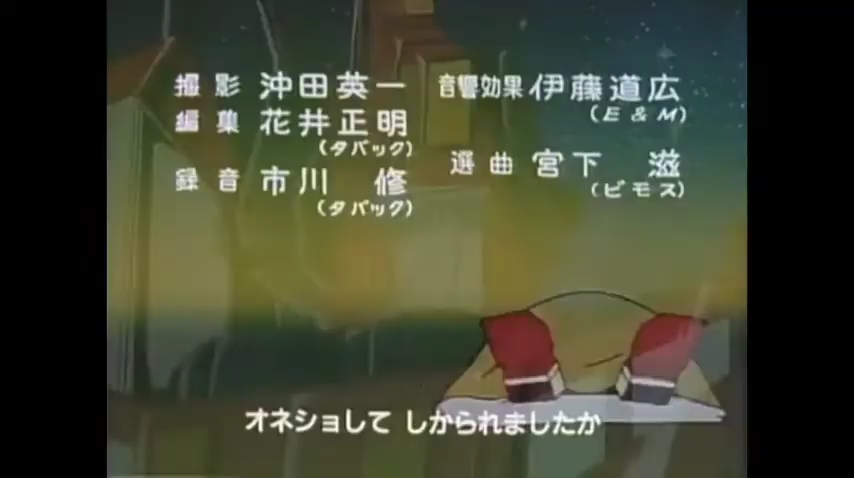 撮影 沖田英一
編集 花井正明
(タバック)
録音 市川 修
(タバック)
音響効果 伊藤道広
(E & M)
選曲 宮下 滋
(ビモス)
オネショして しかられましたか